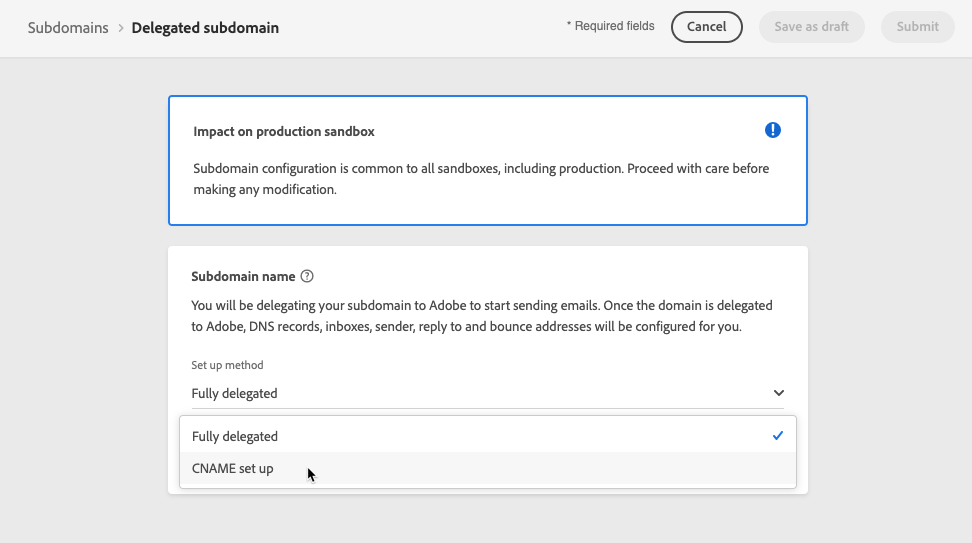 Subdomains > Delegated subdomain
* Required fields
Cancel
Save as draft
Submit
Impact on production sandbox
Subdomain configuration is common to all sandboxes, including production. Proceed with care before
making any modification.
Subdomain name
You will be delegating your subdomain to Adobe to start sending emails. Once the domain is delegated
to Adobe, DNS records, inboxes, sender, reply to and bounce addresses will be configured for you.
Set up method
Fully delegated
Fully delegated
CNAME set up